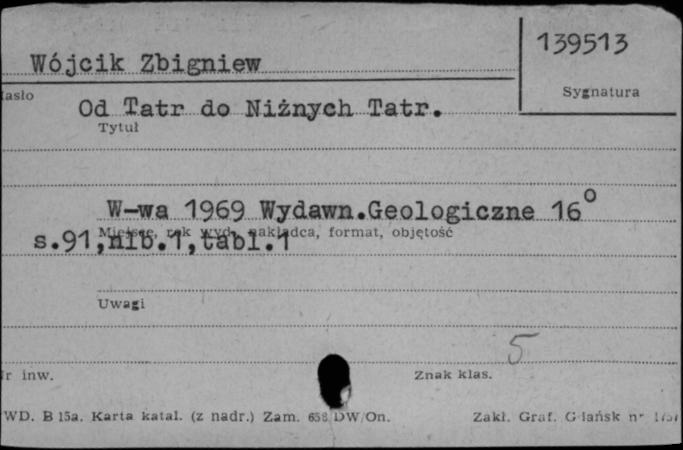 Wójcik Zbigniew
139513
asło
Sygnatura
Od Tatr do Niżnych Tatr.
Tytuł
W-wa 1969 Wydawn.Geologiczne 16°
Miejsce, rok wyd., nakładca, format, objętość
s.91,nlb.1,tabl.1
Uwagi
5
r inw.
Znak klas.
WD. B 15a. Karta katal. (z nadr.) Zam. 658 DW/On.
Zakł. Graf. Gdańsk nr